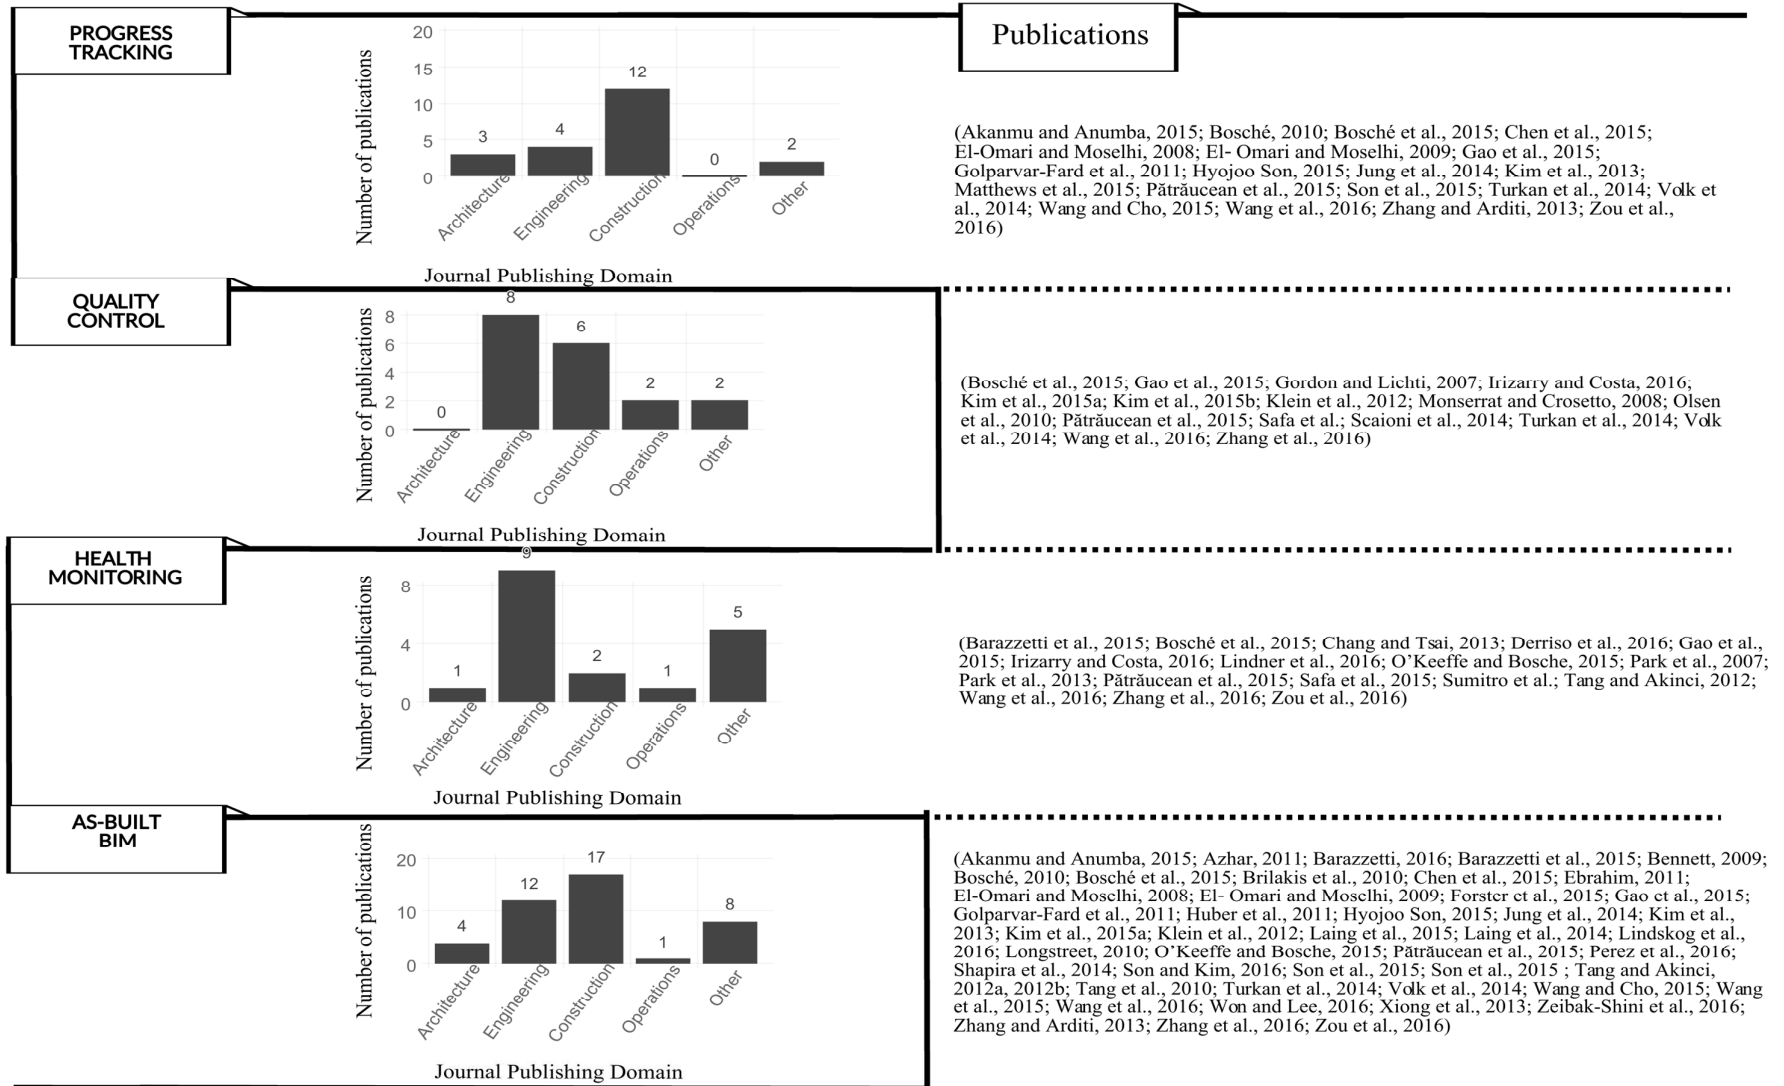 PROGRESS
TRACKING
Number of publications
20
15
10
5
0
3
4
12
0
2
Architecture
Engineering
Construction
Operations
Other
Journal Publishing Domain
Publications
(Akanmu and Anumba, 2015; Bosché, 2010; Bosché et al., 2015; Chen et al., 2015;
El-Omari and Moselhi, 2008; El- Omari and Moselhi, 2009; Gao et al., 2015;
Golparvar-Fard et al., 2011; Hyojoo Son, 2015; Jung et al., 2014; Kim et al., 2013;
Matthews et al., 2015; Pătrăucean et al., 2015; Son et al., 2015; Turkan et al., 2014; Volk et
al., 2014; Wang and Cho, 2015; Wang et al., 2016; Zhang and Arditi, 2013; Zou et al.,
2016)
QUALITY
CONTROL
Number of publications
8
6
4
2
0
0
8
6
2
2
Architecture
Engineering
Construction
Operations
Other
Journal Publishing Domain
(Bosché et al., 2015; Gao et al., 2015; Gordon and Lichti, 2007; Irizarry and Costa, 2016;
Kim et al., 2015a; Kim et al., 2015b; Klein et al., 2012; Monserrat and Crosetto, 2008; Olsen
et al., 2010; Pătrăucean et al., 2015; Safa et al.; Scaioni et al., 2014; Turkan et al., 2014; Volk
et al., 2014; Wang et al., 2016; Zhang et al., 2016)
HEALTH
MONITORING
Number of publications
8
4
0
1
9
2
1
5
Architecture
Engineering
Construction
Operations
Other
Journal Publishing Domain
(Barazzetti et al., 2015; Bosché et al., 2015; Chang and Tsai, 2013; Derriso et al., 2016; Gao et al.,
2015; Irizarry and Costa, 2016; Lindner et al., 2016; O’Keeffe and Bosche, 2015; Park et al., 2007;
Park et al., 2013; Pătrăucean et al., 2015; Safa et al., 2015; Sumitro et al.; Tang and Akinci, 2012;
Wang et al., 2016; Zhang et al., 2016; Zou et al., 2016)
AS-BUILT
BIM
Number of publications
20
10
0
4
12
17
1
8
Architecture
Engineering
Construction
Operations
Other
Journal Publishing Domain
(Akanmu and Anumba, 2015; Azhar, 2011; Barazzetti, 2016; Barazzetti et al., 2015; Bennett, 2009;
Bosché, 2010; Bosché et al., 2015; Brilakis et al., 2010; Chen et al., 2015; Ebrahim, 2011;
El-Omari and Moselhi, 2008; El- Omari and Moselhi, 2009; Forster et al., 2015; Gao et al., 2015;
Golparvar-Fard et al., 2011; Huber et al., 2011; Hyojoo Son, 2015; Jung et al., 2014; Kim et al.,
2013; Kim et al., 2015a; Klein et al., 2012; Laing et al., 2015; Laing et al., 2014; Lindskog et al.,
2016; Longstreet, 2010; O’Keeffe and Bosche, 2015; Pătrăucean et al., 2015; Perez et al., 2016;
Shapira et al., 2014; Son and Kim, 2016; Son et al., 2015; Son et al., 2015 ; Tang and Akinci,
2012a, 2012b; Tang et al., 2010; Turkan et al., 2014; Volk et al., 2014; Wang and Cho, 2015; Wang
et al., 2015; Wang et al., 2016; Won and Lee, 2016; Xiong et al., 2013; Zeibak-Shini et al., 2016;
Zhang and Arditi, 2013; Zhang et al., 2016; Zou et al., 2016)